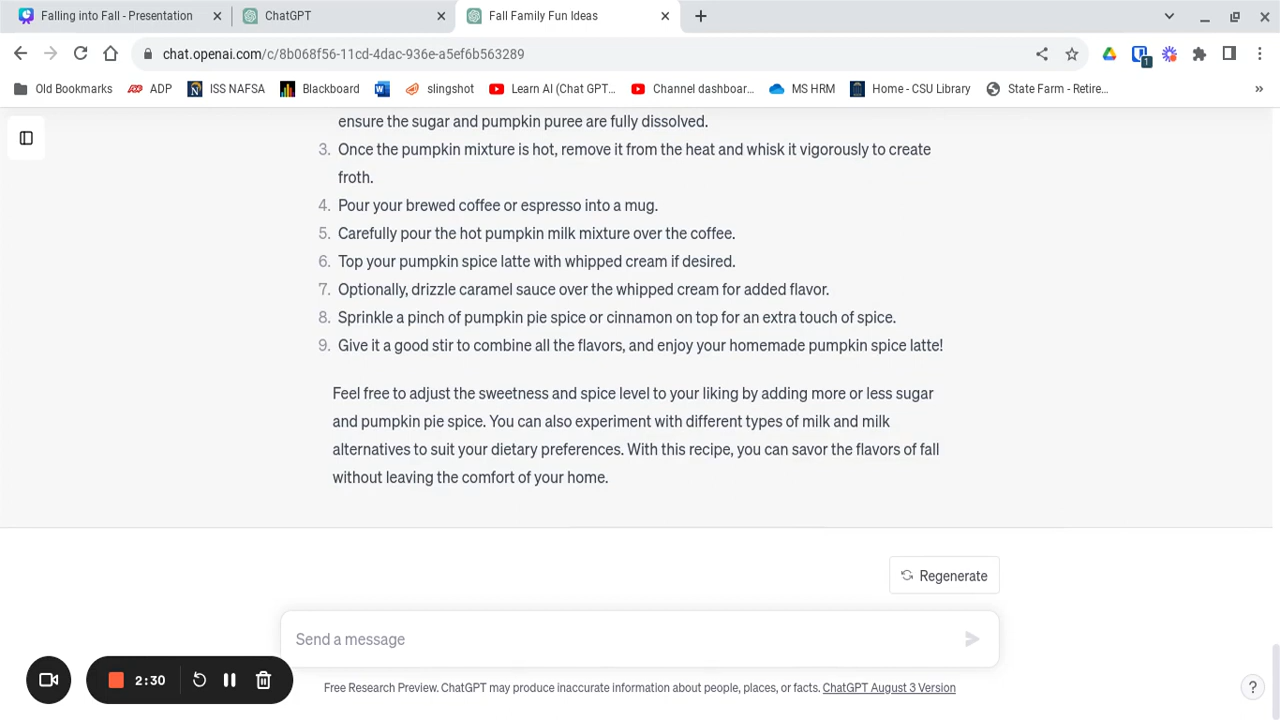 Falling into Fall - Presentation
ChatGPT
Fall Family Fun Ideas
chat.openai.com/c/8b068f56-11cd-4dac-936e-a5ef6b563289
1
Old Bookmarks ADP ISS NAFSA Blackboard slingshot Learn AI (Chat GPT... Channel dashboar... MS HRM Home - CSU Library State Farm - Retire... »
ensure the sugar and pumpkin puree are fully dissolved.
3. Once the pumpkin mixture is hot, remove it from the heat and whisk it vigorously to create
froth.
4. Pour your brewed coffee or espresso into a mug.
5. Carefully pour the hot pumpkin milk mixture over the coffee.
6. Top your pumpkin spice latte with whipped cream if desired.
7. Optionally, drizzle caramel sauce over the whipped cream for added flavor.
8. Sprinkle a pinch of pumpkin pie spice or cinnamon on top for an extra touch of spice.
9. Give it a good stir to combine all the flavors, and enjoy your homemade pumpkin spice latte!
Feel free to adjust the sweetness and spice level to your liking by adding more or less sugar
and pumpkin pie spice. You can also experiment with different types of milk and milk
alternatives to suit your dietary preferences. With this recipe, you can savor the flavors of fall
without leaving the comfort of your home.
Regenerate
Send a message
2:30
Free Research Preview. ChatGPT may produce inaccurate information about people, places, or facts. ChatGPT August 3 Version
?